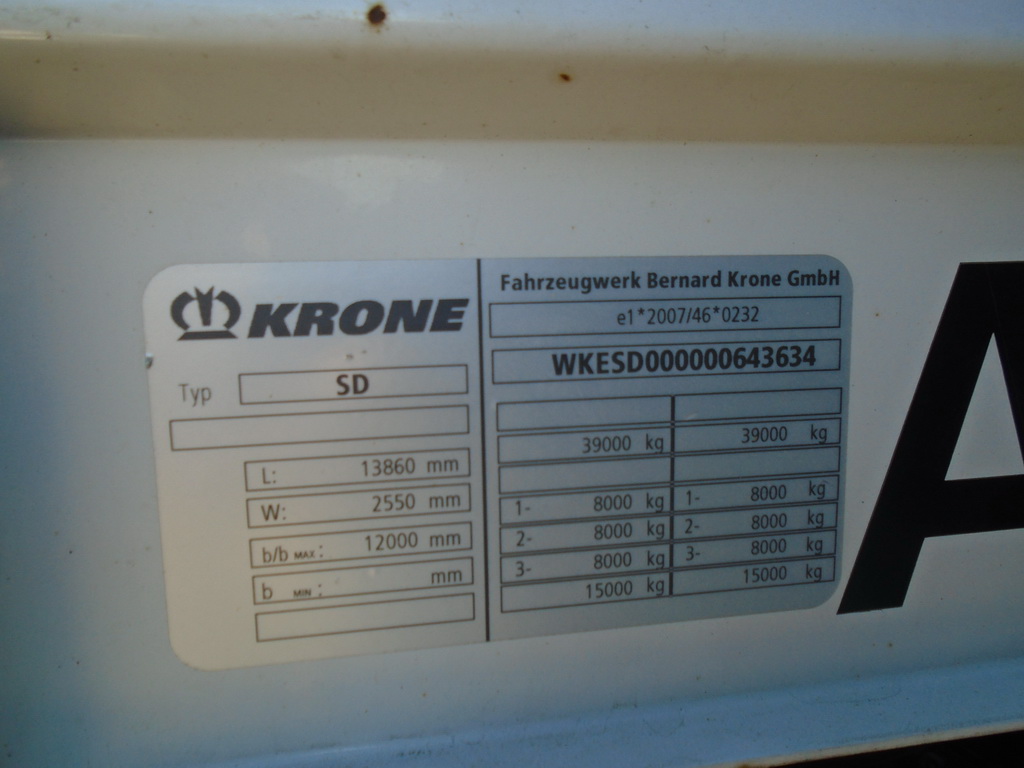 KRONE
Typ SD
L: 13860 mm
W: 2550 mm
b/b MAX: 12000 mm
b MIN: mm
Fahrzeugwerk Bernard Krone GmbH
e1*2007/46*0232
WKESD000000643634
39000 kg 39000 kg
1- 8000 kg 1- 8000 kg
2- 8000 kg 2- 8000 kg
3- 8000 kg 3- 8000 kg
15000 kg 15000 kg
A